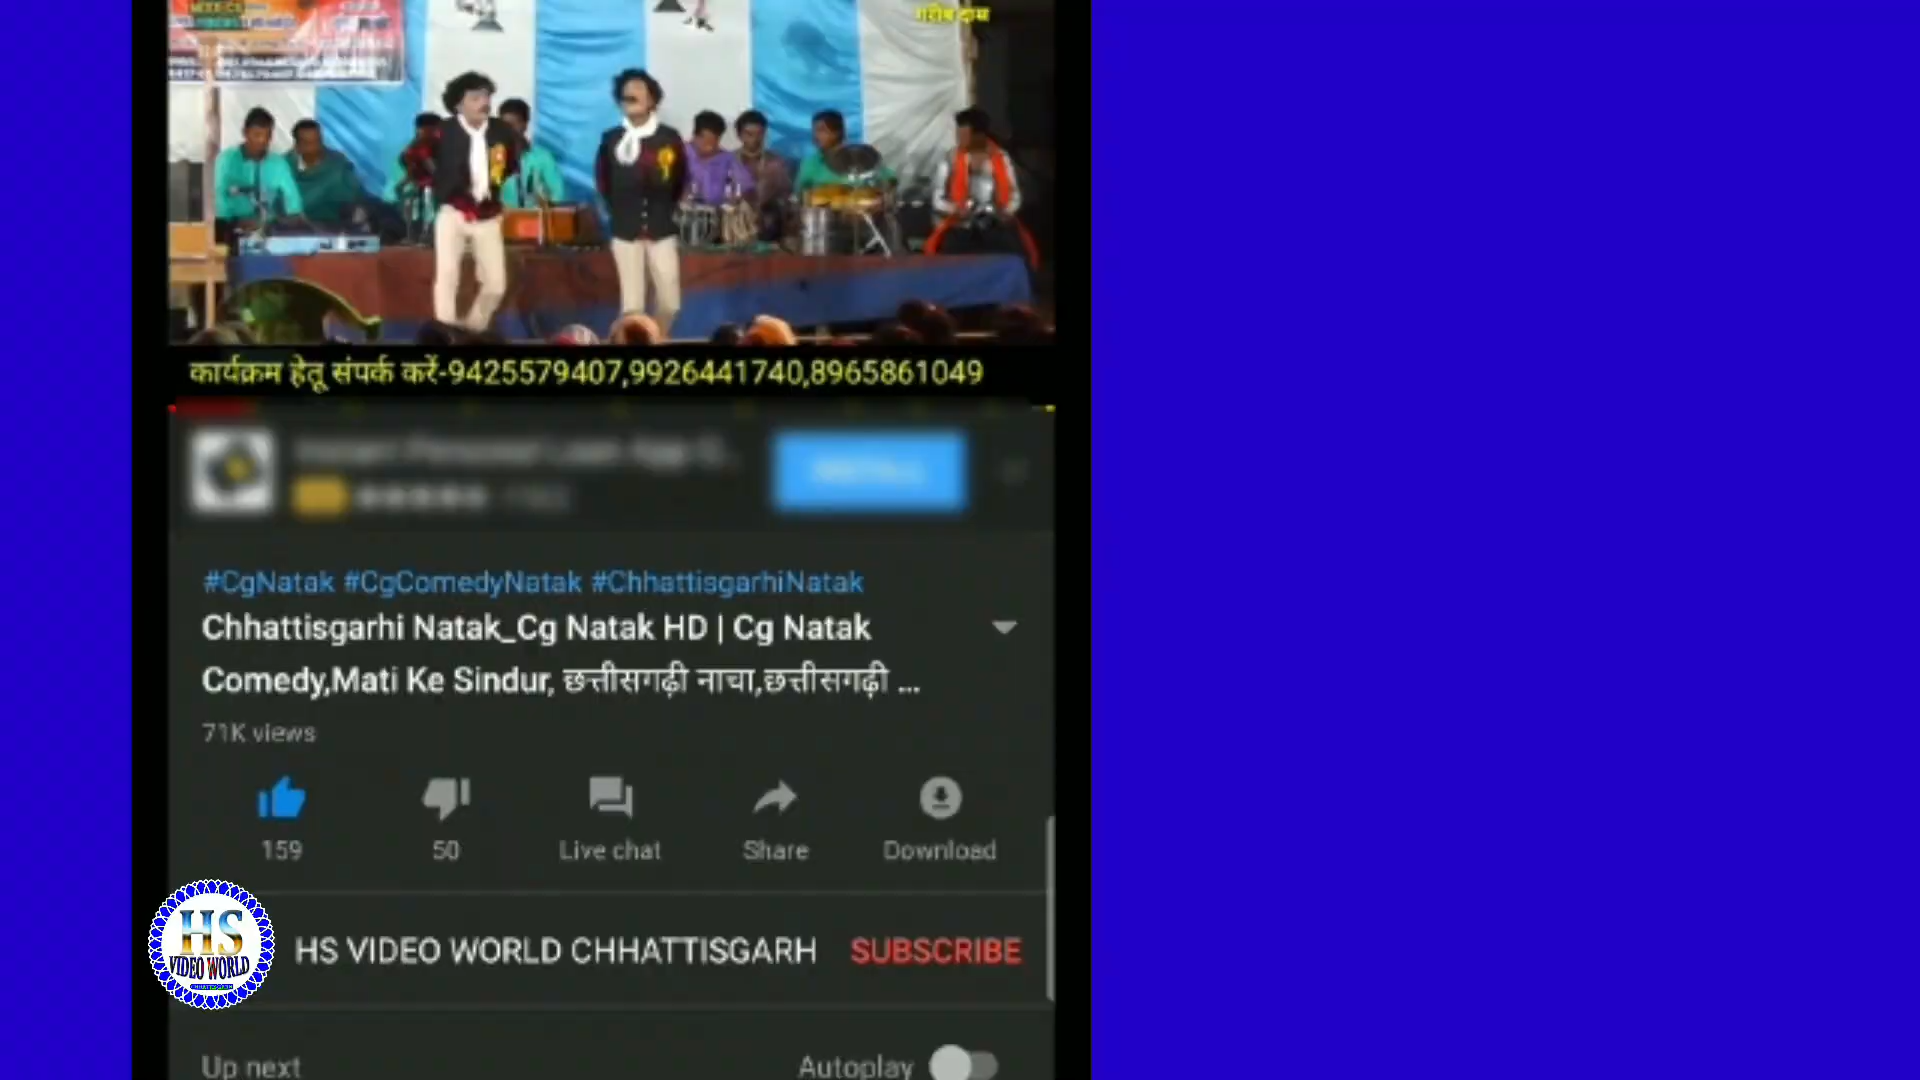 गरीब दास
कार्यक्रम हेतू संपर्क करें-9425579407,9926441740,8965861049
#CgNatak #CgComedyNatak #ChhattisgarhiNatak
Chhattisgarhi Natak_Cg Natak HD | Cg Natak
Comedy,Mati Ke Sindur, छत्तीसगढ़ी नाचा,छत्तीसगढ़ी ...
71K views
159 50 Live chat Share Download
HS VIDEO WORLD
HS VIDEO WORLD CHHATTISGARH SUBSCRIBE
Up next Autoplay